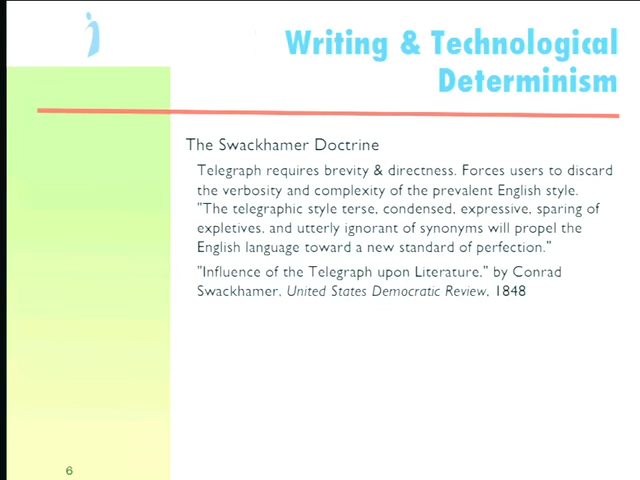 Writing & Technological
Determinism
The Swackhamer Doctrine
Telegraph requires brevity & directness. Forces users to discard
the verbosity and complexity of the prevalent English style.
"The telegraphic style terse, condensed, expressive, sparing of
expletives, and utterly ignorant of synonyms will propel the
English language toward a new standard of perfection."
"Influence of the Telegraph upon Literature," by Conrad
Swackhamer, United States Democratic Review, 1848
6